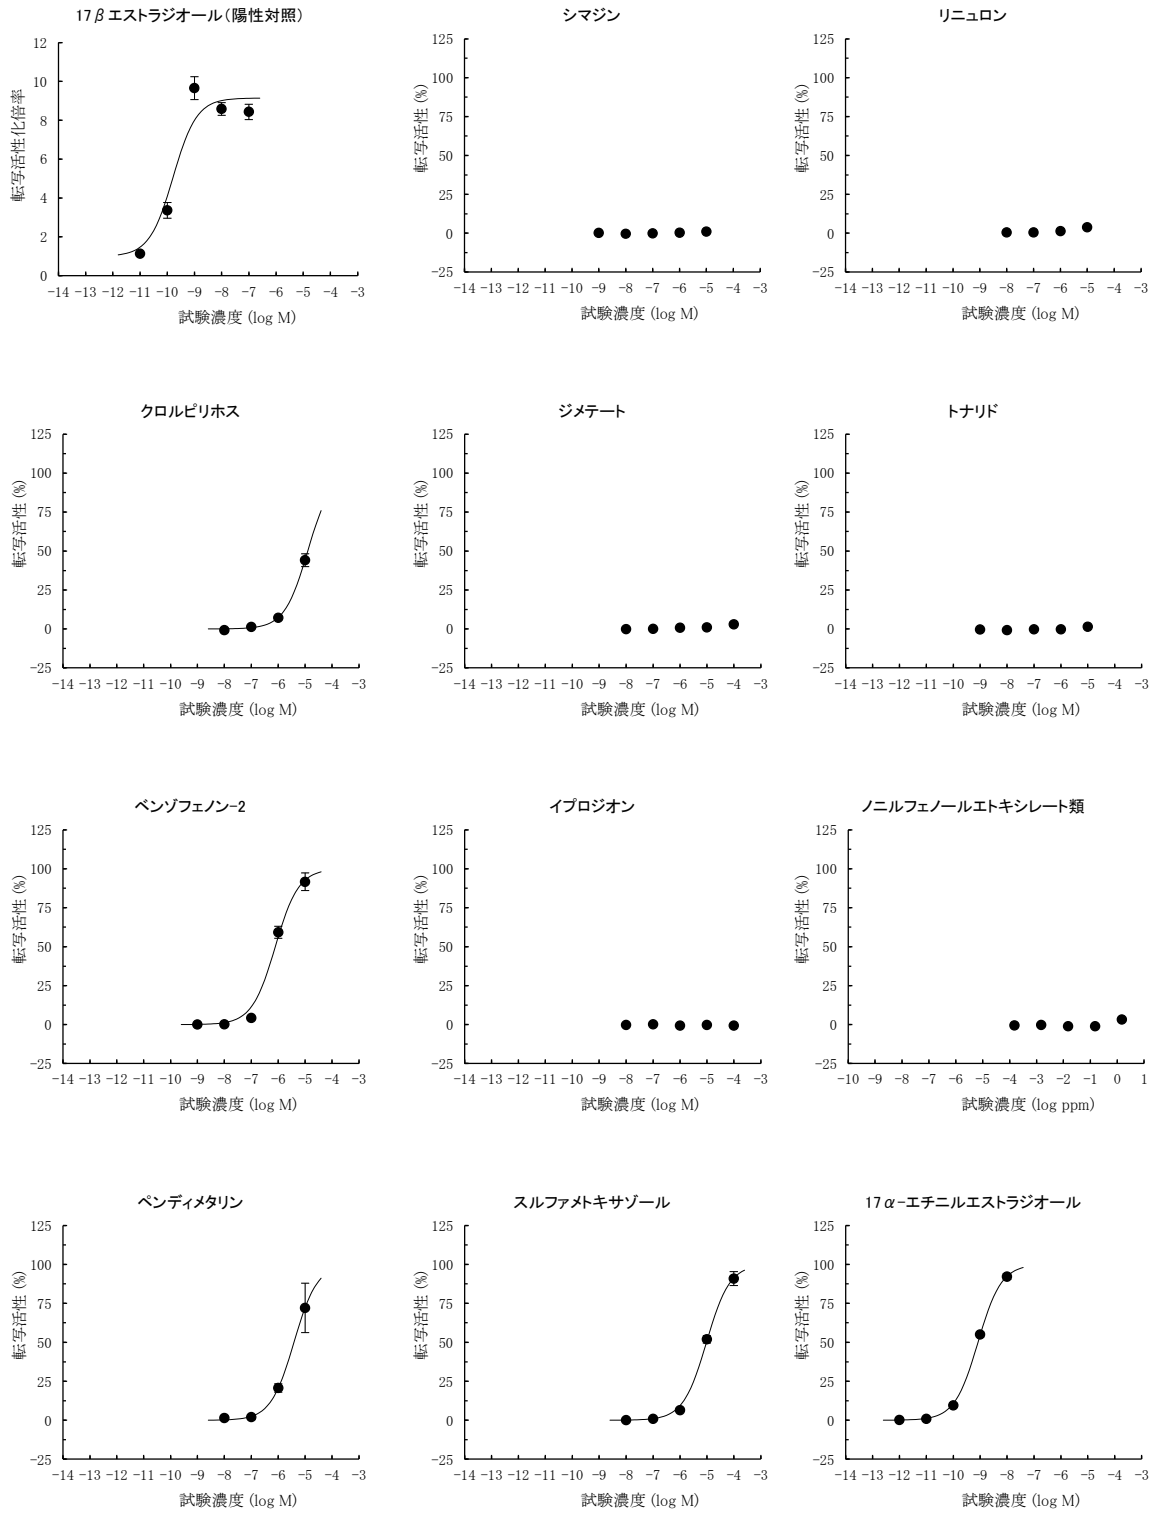 17βエストラジオール(陽性対照)
シマジン
リニュロン
12
10
8
6
4
2
0
転写活性化倍率
-14 -13 -12 -11 -10 -9 -8 -7 -6 -5 -4 -3
試験濃度 (log M)
125
100
75
50
25
0
-25
転写活性 (%)
-14 -13 -12 -11 -10 -9 -8 -7 -6 -5 -4 -3
試験濃度 (log M)
125
100
75
50
25
0
-25
転写活性 (%)
-14 -13 -12 -11 -10 -9 -8 -7 -6 -5 -4 -3
試験濃度 (log M)
クロルピリホス
ジメテート
トナリド
125
100
75
50
25
0
-25
転写活性 (%)
-14 -13 -12 -11 -10 -9 -8 -7 -6 -5 -4 -3
試験濃度 (log M)
125
100
75
50
25
0
-25
転写活性 (%)
-14 -13 -12 -11 -10 -9 -8 -7 -6 -5 -4 -3
試験濃度 (log M)
125
100
75
50
25
0
-25
転写活性 (%)
-14 -13 -12 -11 -10 -9 -8 -7 -6 -5 -4 -3
試験濃度 (log M)
ベンゾフェノン-2
イプロジオン
ノニルフェノールエトキシレート類
125
100
75
50
25
0
-25
転写活性 (%)
-14 -13 -12 -11 -10 -9 -8 -7 -6 -5 -4 -3
試験濃度 (log M)
125
100
75
50
25
0
-25
転写活性 (%)
-14 -13 -12 -11 -10 -9 -8 -7 -6 -5 -4 -3
試験濃度 (log M)
125
100
75
50
25
0
-25
転写活性 (%)
-10 -9 -8 -7 -6 -5 -4 -3 -2 -1 0 1
試験濃度 (log ppm)
ペンディメタリン
スルファメトキサゾール
17α-エチニルエストラジオール
125
100
75
50
25
0
-25
転写活性 (%)
-14 -13 -12 -11 -10 -9 -8 -7 -6 -5 -4 -3
試験濃度 (log M)
125
100
75
50
25
0
-25
転写活性 (%)
-14 -13 -12 -11 -10 -9 -8 -7 -6 -5 -4 -3
試験濃度 (log M)
125
100
75
50
25
0
-25
転写活性 (%)
-14 -13 -12 -11 -10 -9 -8 -7 -6 -5 -4 -3
試験濃度 (log M)